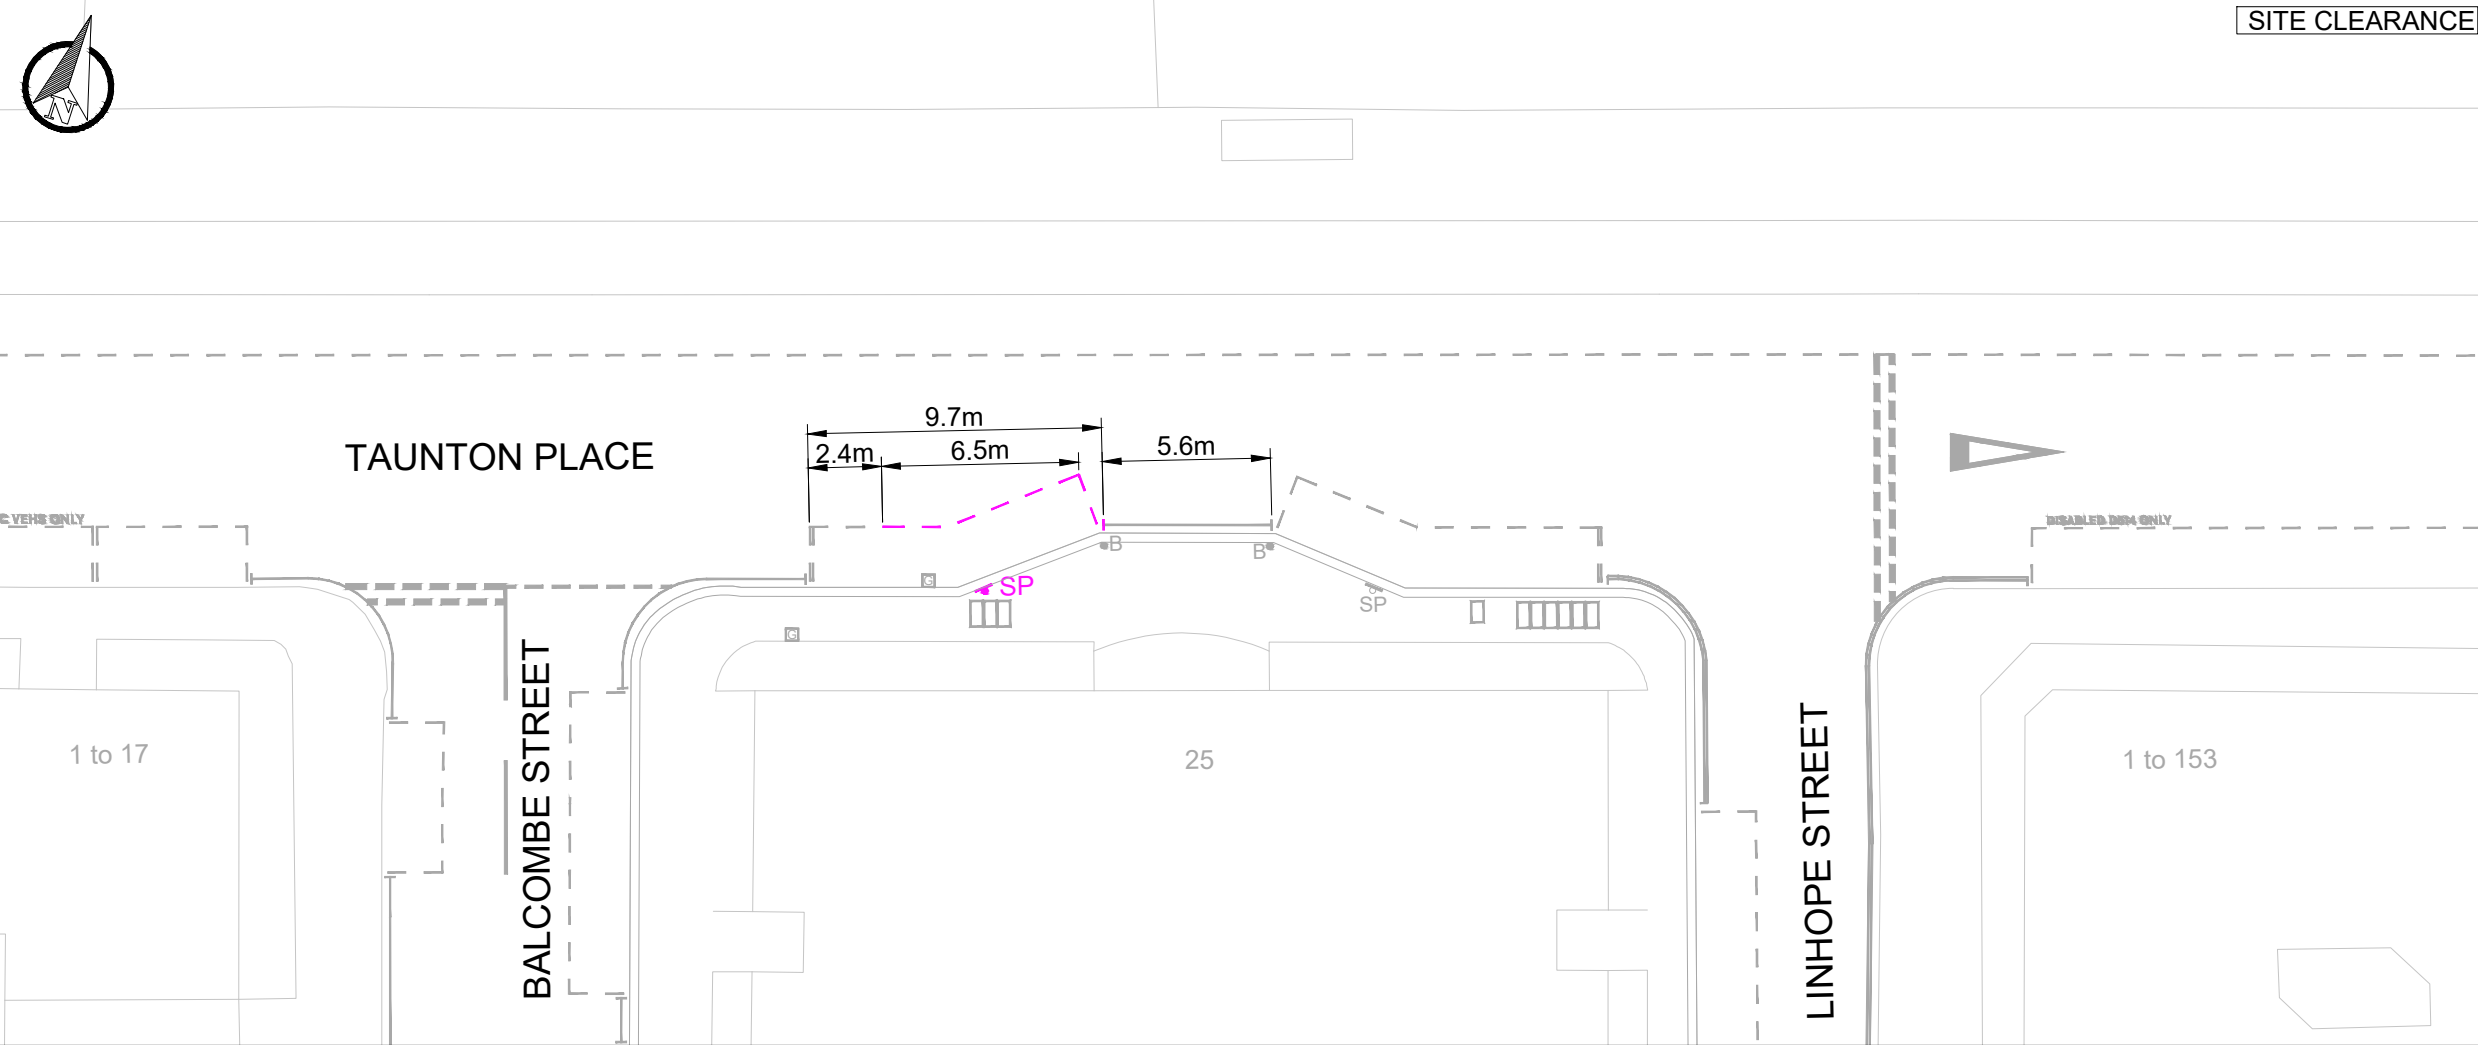 SITE CLEARANCE
N
9.7m
2.4m
6.5m
5.6m
TAUNTON PLACE
VEHS ONLY
DISABLED ONLY
B
B
G
SP
SP
G
BALCOMBE STREET
LINHOPE STREET
1 to 17
25
1 to 153